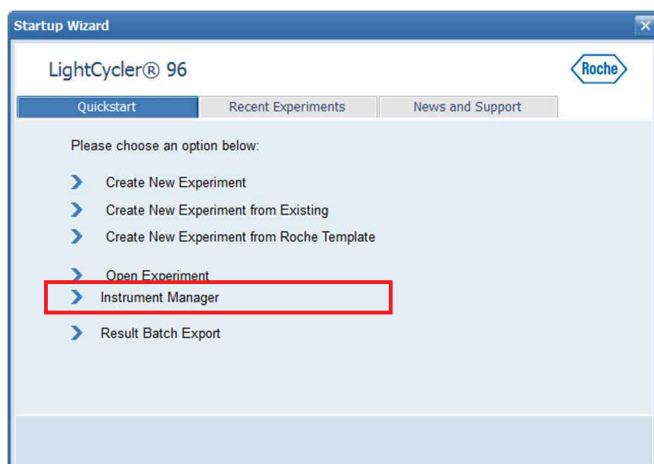 Startup Wizard
LightCycler® 96
Roche
Quickstart Recent Experiments News and Support
Please choose an option below:
Create New Experiment
Create New Experiment from Existing
Create New Experiment from Roche Template
Open Experiment
Instrument Manager
Result Batch Export